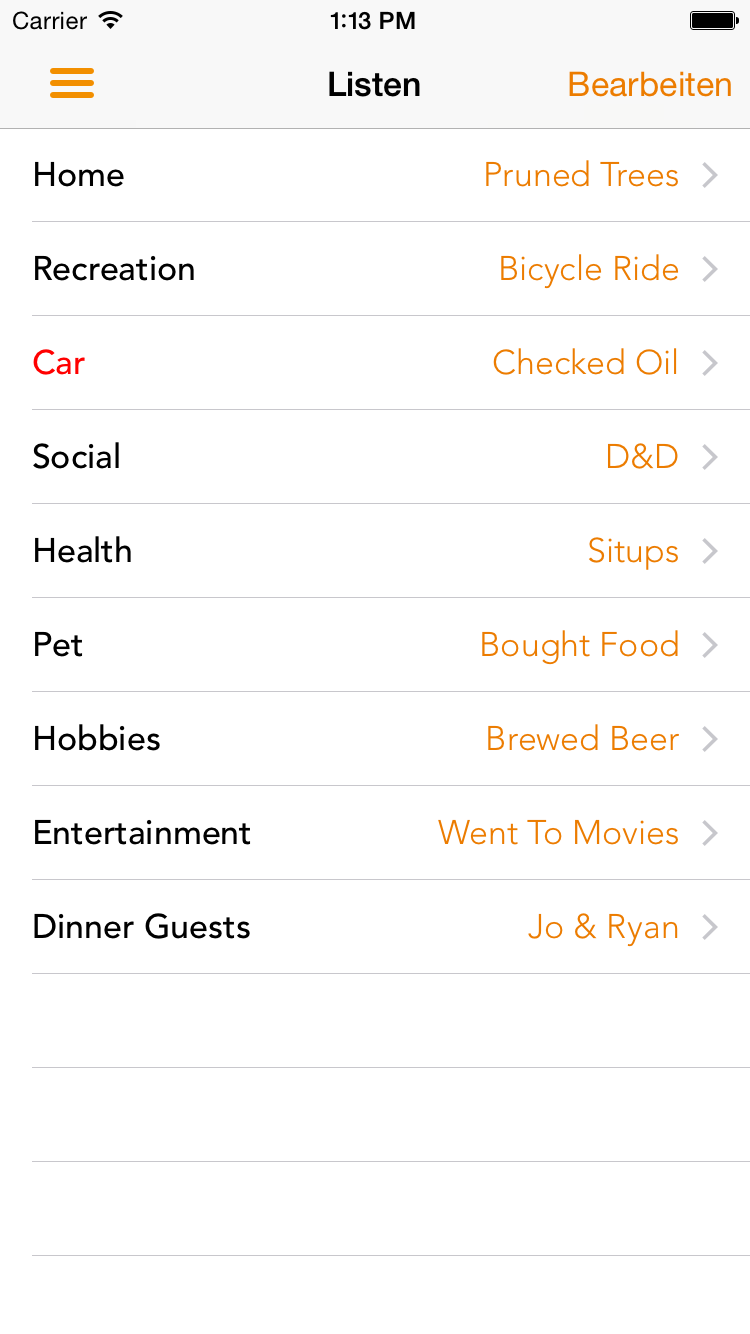 Carrier 1:13 PM
Listen Bearbeiten
Home Pruned Trees
Recreation Bicycle Ride
Car Checked Oil
Social D&D
Health Situps
Pet Bought Food
Hobbies Brewed Beer
Entertainment Went To Movies
Dinner Guests Jo & Ryan